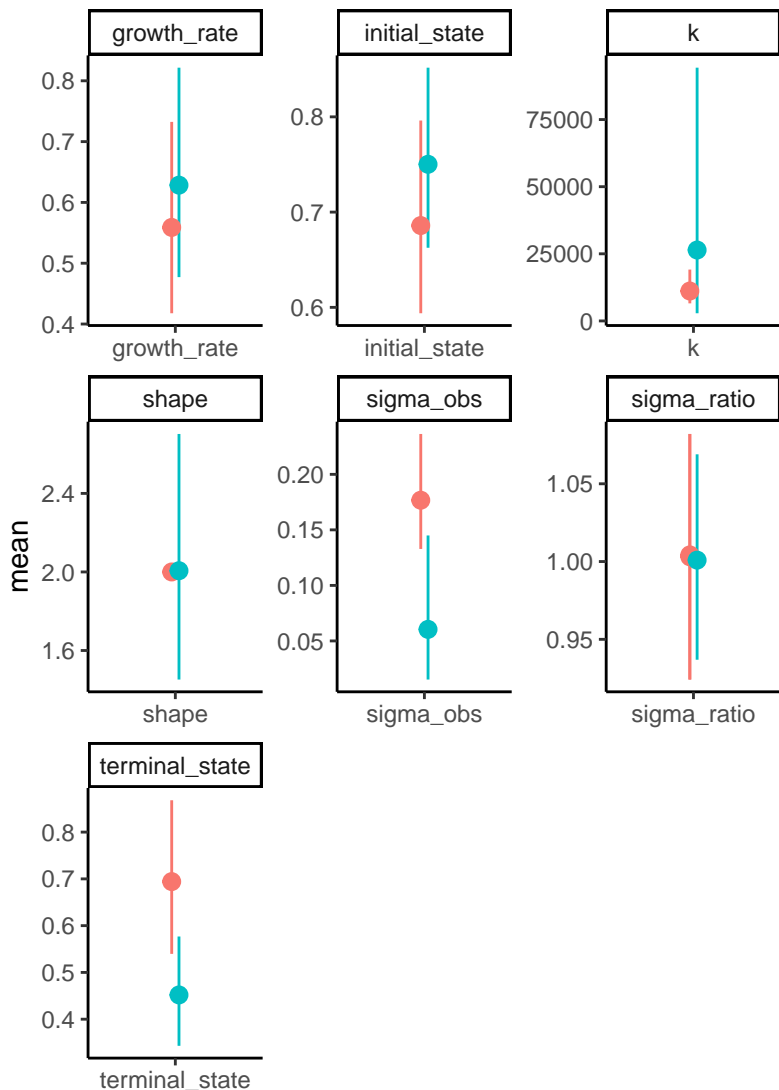 growth_rate
initial_state
k
0.8
0.7
0.6
0.5
0.4
growth_rate
0.8
0.7
0.6
initial_state
75000
50000
25000
0
k
shape
sigma_obs
sigma_ratio
mean
2.4
2.0
1.6
shape
0.20
0.15
0.10
0.05
sigma_obs
1.05
1.00
0.95
sigma_ratio
terminal_state
0.8
0.7
0.6
0.5
0.4
terminal_state